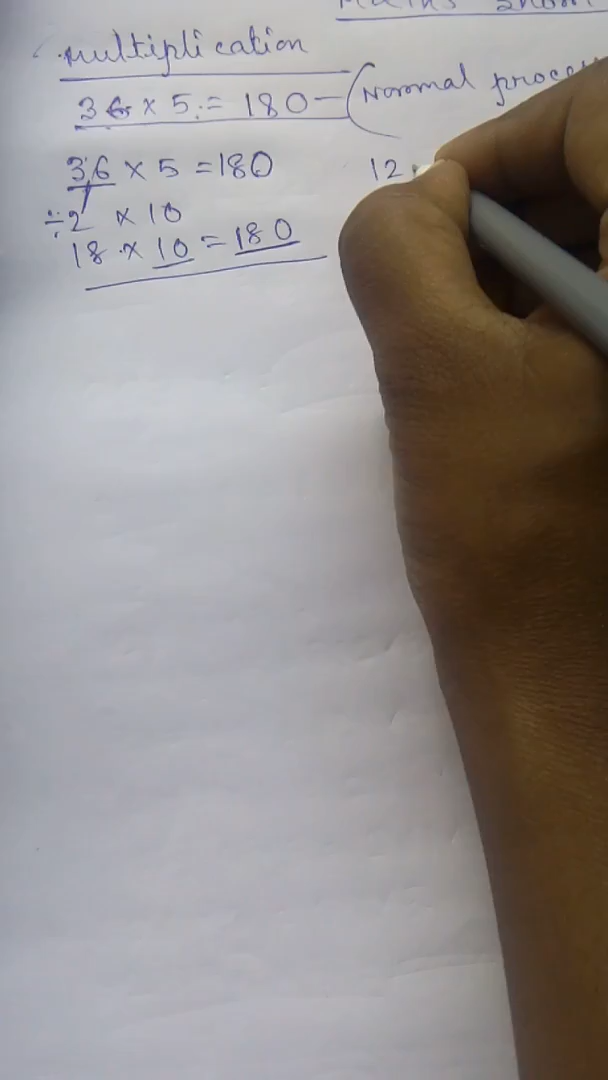 multiplication
36 × 5 = 180 — (Normal
36 × 5 = 180
÷2 × 10
18 × 10 = 180
12